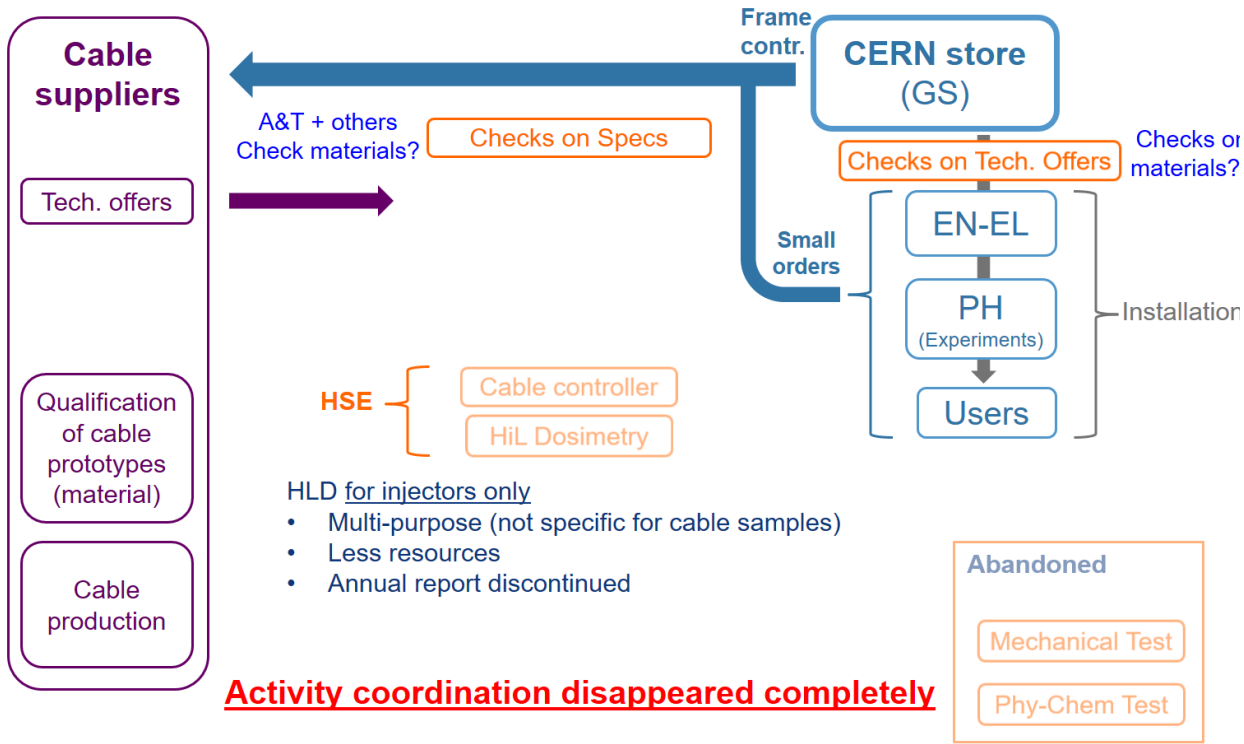 Cable
suppliers
Tech. offers
Qualification
of cable
prototypes
(material)
Cable
production
Frame
contr.
A&T + others
Check materials?
Checks on Specs
CERN store
(GS)
Checks on Tech. Offers
Checks on
materials?
Small
orders
EN-EL
PH
(Experiments)
Users
Installation
HSE
Cable controller
HiL Dosimetry
HLD for injectors only
• Multi-purpose (not specific for cable samples)
• Less resources
• Annual report discontinued
Abandoned
Mechanical Test
Phy-Chem Test
Activity coordination disappeared completely